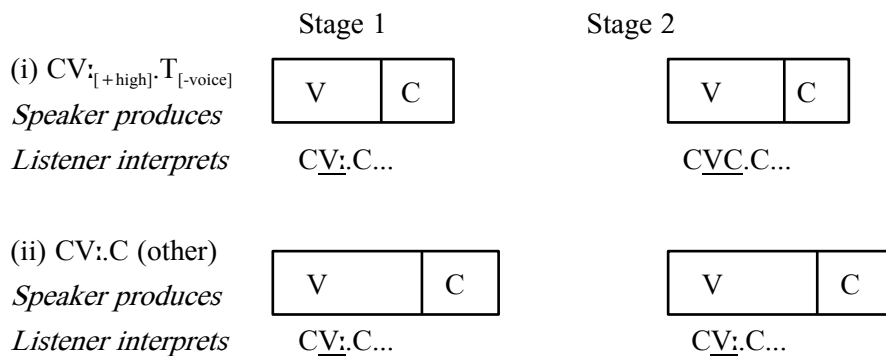 Stage 1 Stage 2
(i) CVː[+high].T[-voice]
Speaker produces V C V C
Listener interprets CVː.C... CVC.C...
(ii) CVː.C (other)
Speaker produces V C V C
Listener interprets CVː.C... CVː.C...